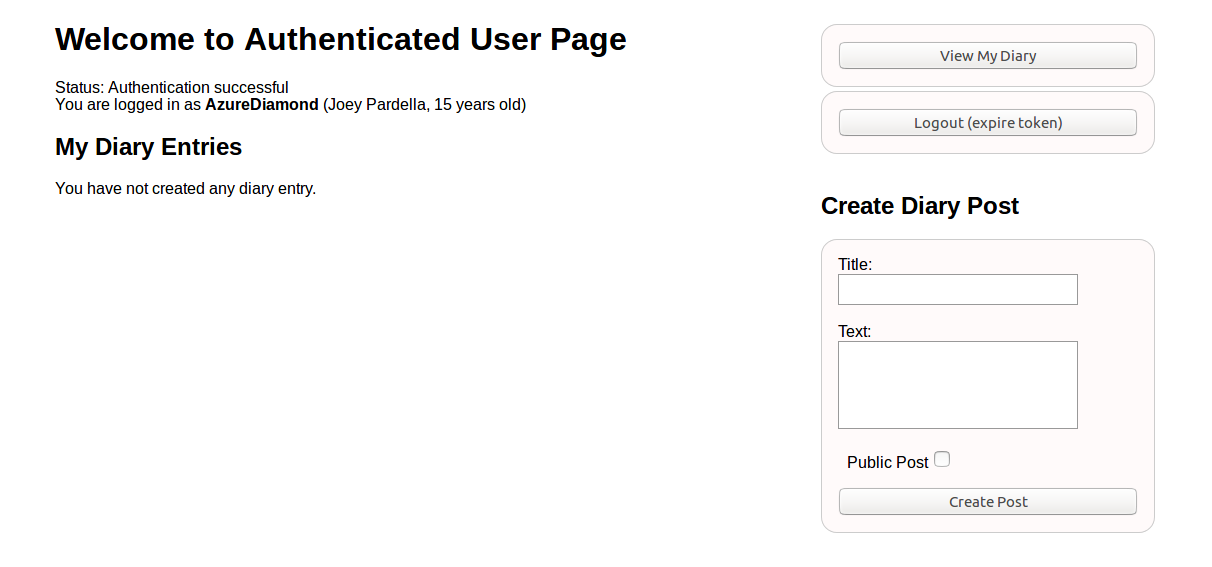 Welcome to Authenticated User Page
Status: Authentication successful
You are logged in as AzureDiamond (Joey Pardella, 15 years old)
My Diary Entries
You have not created any diary entry.
View My Diary
Logout (expire token)
Create Diary Post
Title:
Text:
Public Post
Create Post